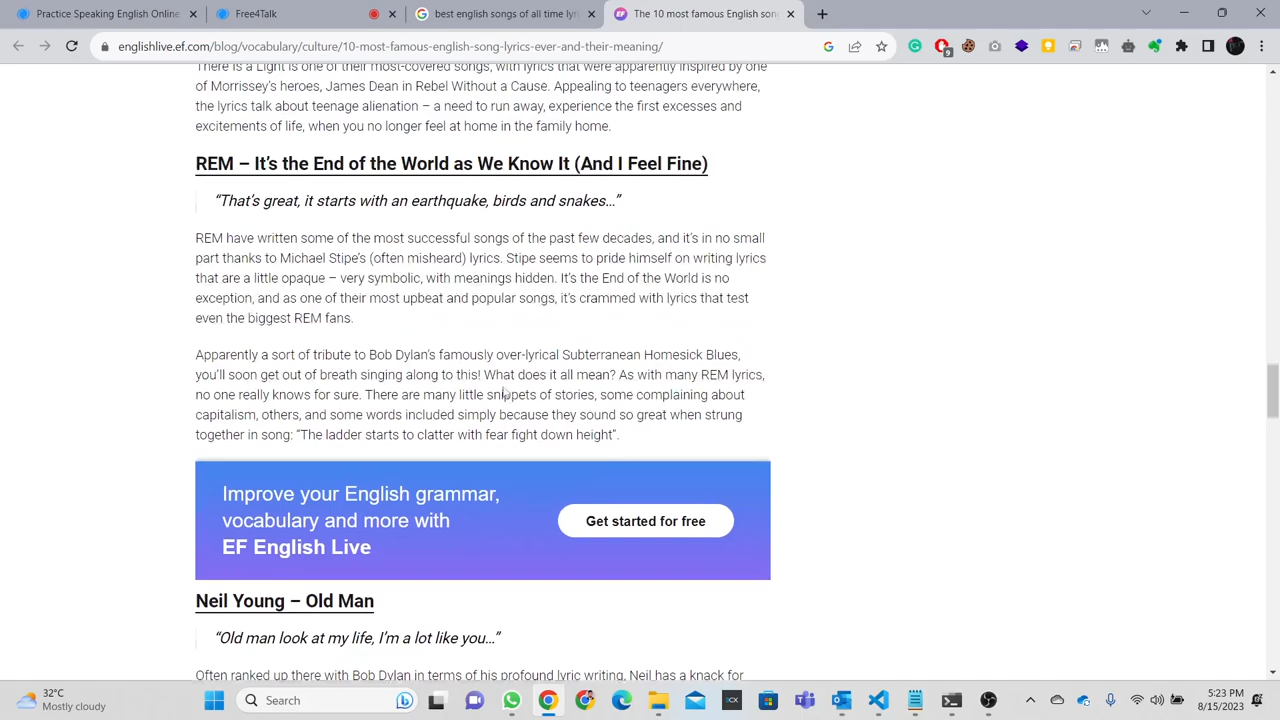 Practice Speaking English Online
Free4Talk
best english songs of all time lyri
The 10 most famous English song
englishlive.ef.com/blog/vocabulary/culture/10-most-famous-english-song-lyrics-ever-and-their-meaning/
9
There Is a Light is one of their most-covered songs, with lyrics that were apparently inspired by one
of Morrissey's heroes, James Dean in Rebel Without a Cause. Appealing to teenagers everywhere,
the lyrics talk about teenage alienation – a need to run away, experience the first excesses and
excitements of life, when you no longer feel at home in the family home.
REM – It's the End of the World as We Know It (And I Feel Fine)
“That's great, it starts with an earthquake, birds and snakes…”
REM have written some of the most successful songs of the past few decades, and it's in no small
part thanks to Michael Stipe's (often misheard) lyrics. Stipe seems to pride himself on writing lyrics
that are a little opaque – very symbolic, with meanings hidden. It's the End of the World is no
exception, and as one of their most upbeat and popular songs, it's crammed with lyrics that test
even the biggest REM fans.
Apparently a sort of tribute to Bob Dylan's famously over-lyrical Subterranean Homesick Blues,
you'll soon get out of breath singing along to this! What does it all mean? As with many REM lyrics,
no one really knows for sure. There are many little snippets of stories, some complaining about
capitalism, others, and some words included simply because they sound so great when strung
together in song: “The ladder starts to clatter with fear fight down height”.
Improve your English grammar,
vocabulary and more with
EF English Live
Get started for free
Neil Young – Old Man
“Old man look at my life, I'm a lot like you…”
Often ranked up there with Bob Dylan in terms of his profound lyric writing, Neil has a knack for
32°C
Mostly cloudy
Search
5:23 PM
8/15/2023